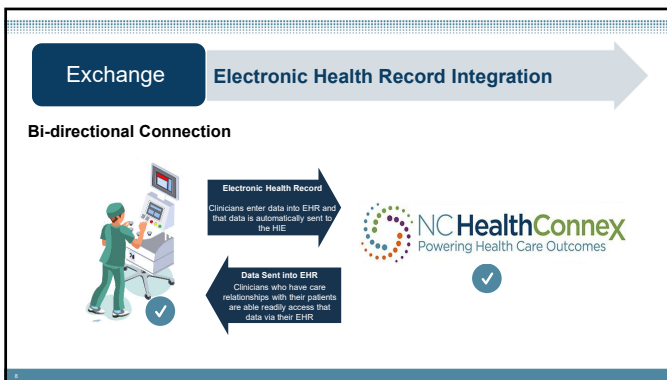 Exchange
Electronic Health Record Integration
Bi-directional Connection
Electronic Health Record
Clinicians enter data into EHR and
that data is automatically sent to
the HIE
NC HealthConnex
Powering Health Care Outcomes
Data Sent into EHR
Clinicians who have care
relationships with their patients
are able readily access that
data via their EHR